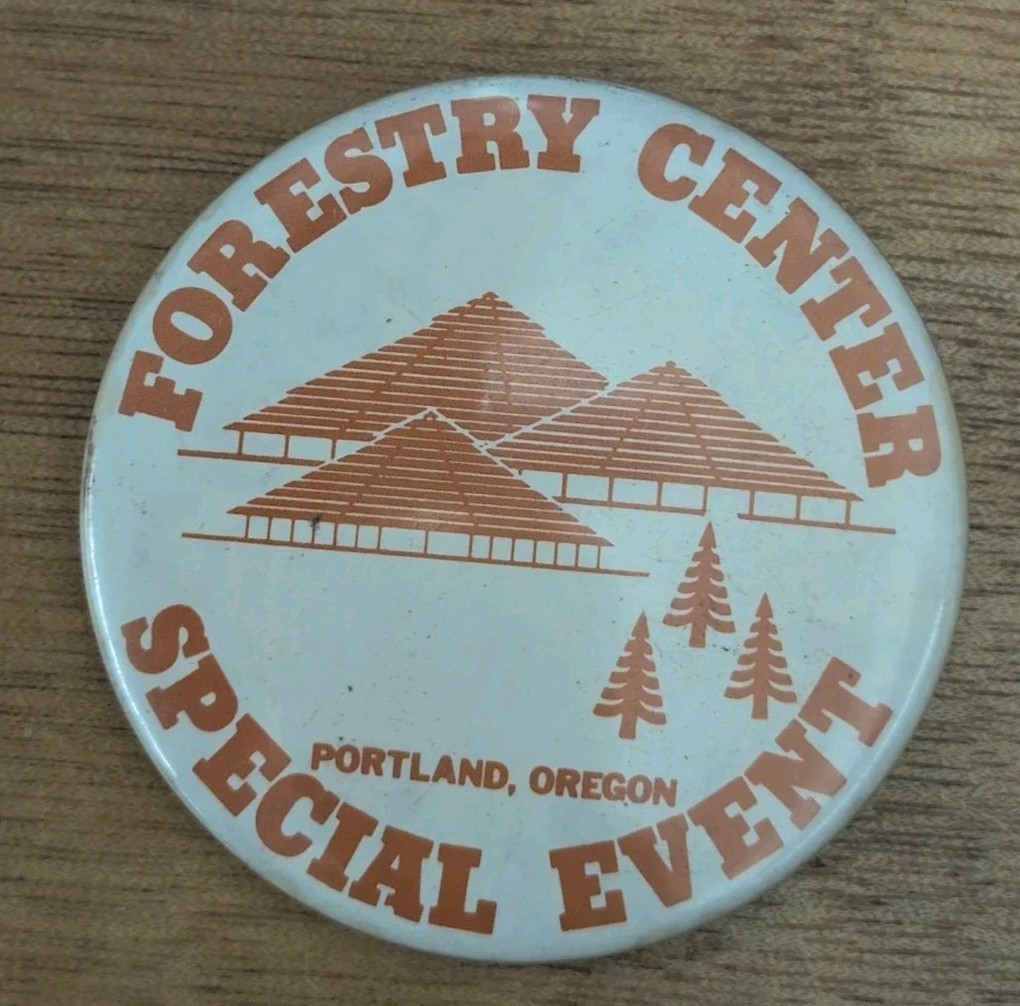 FORESTRY CENTER
PORTLAND, OREGON
SPECIAL EVENT